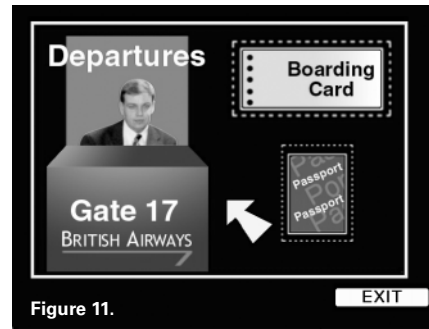 Departures
Boarding
Card
Passport
Passport
Gate 17
BRITISH AIRWAYS
EXIT
Figure 11.